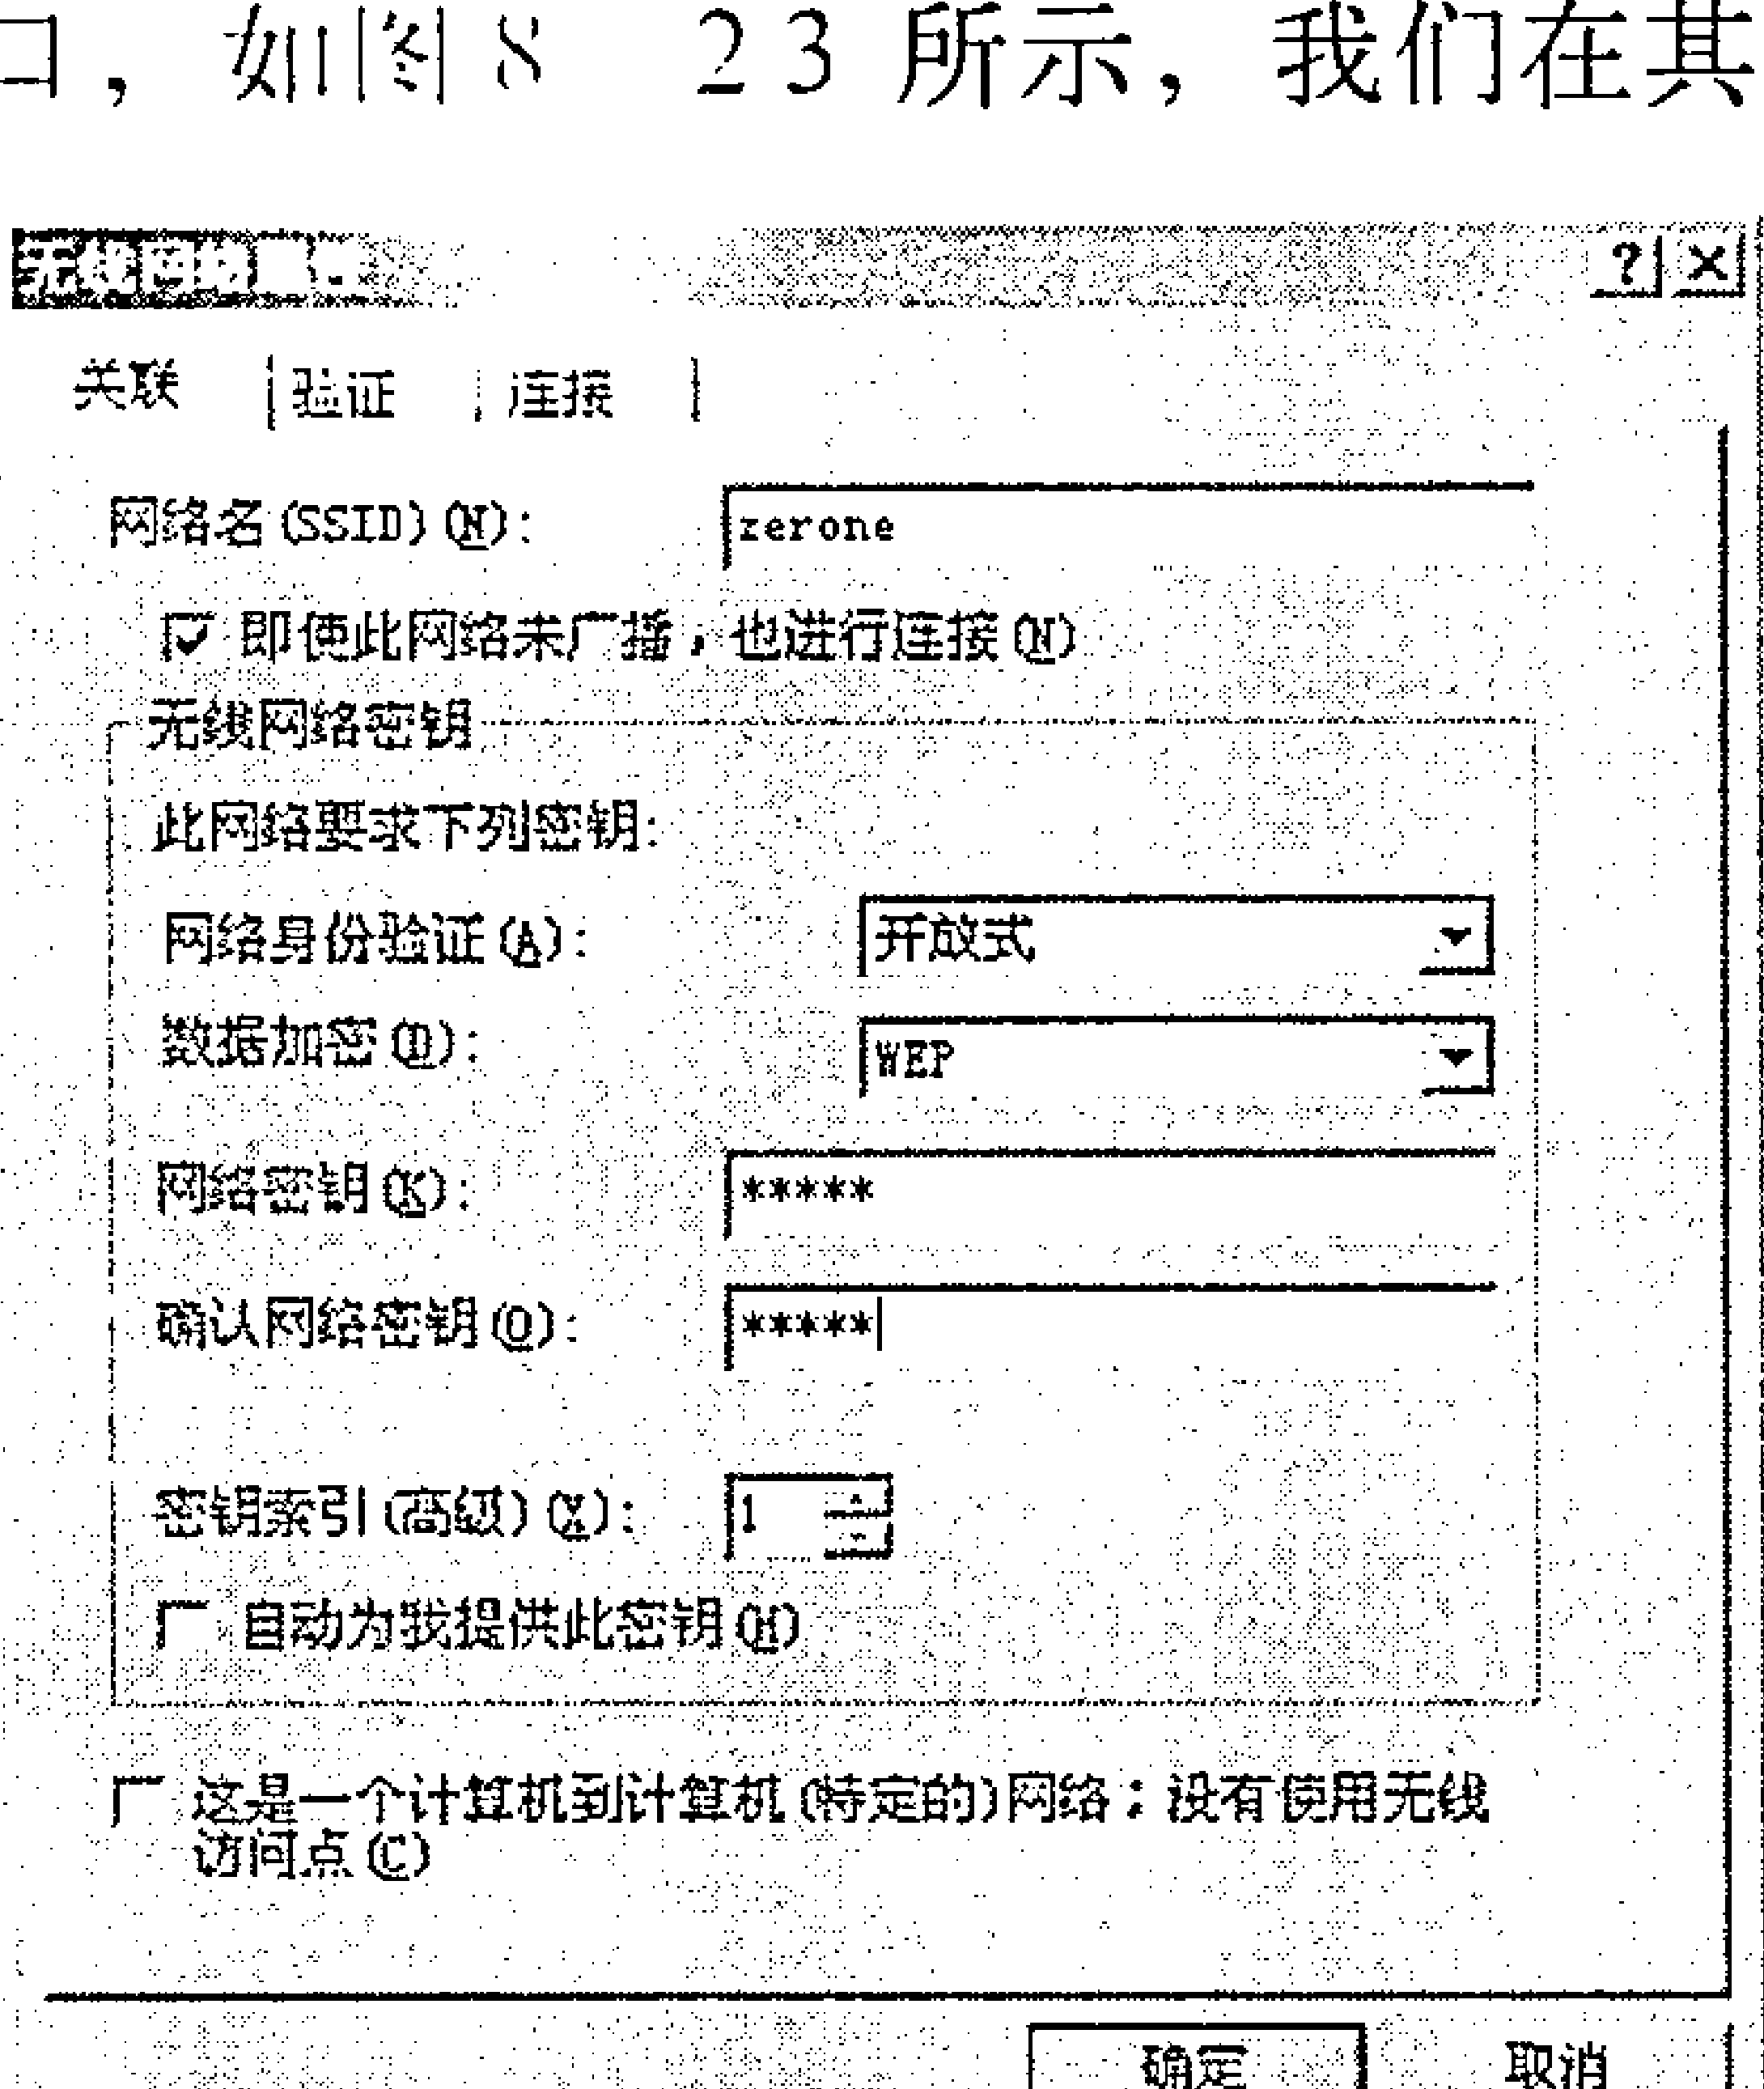 口，如图8 23所示，我们在其
无线网络
? ×
关联 验证 连接
网络名(SSID)(N): zerone
即使此网络未广播，也进行连接(N)
无线网络密钥
此网络要求下列密钥:
网络身份验证(A): 开放式
数据加密(D): WEP
网络密钥(K): *****
确认网络密钥(O): *****
密钥索引(高级)(X): 1
自动为我提供此密钥(H)
这是一个计算机到计算机(特定的)网络；没有使用无线
访问点(C)
确定 取消